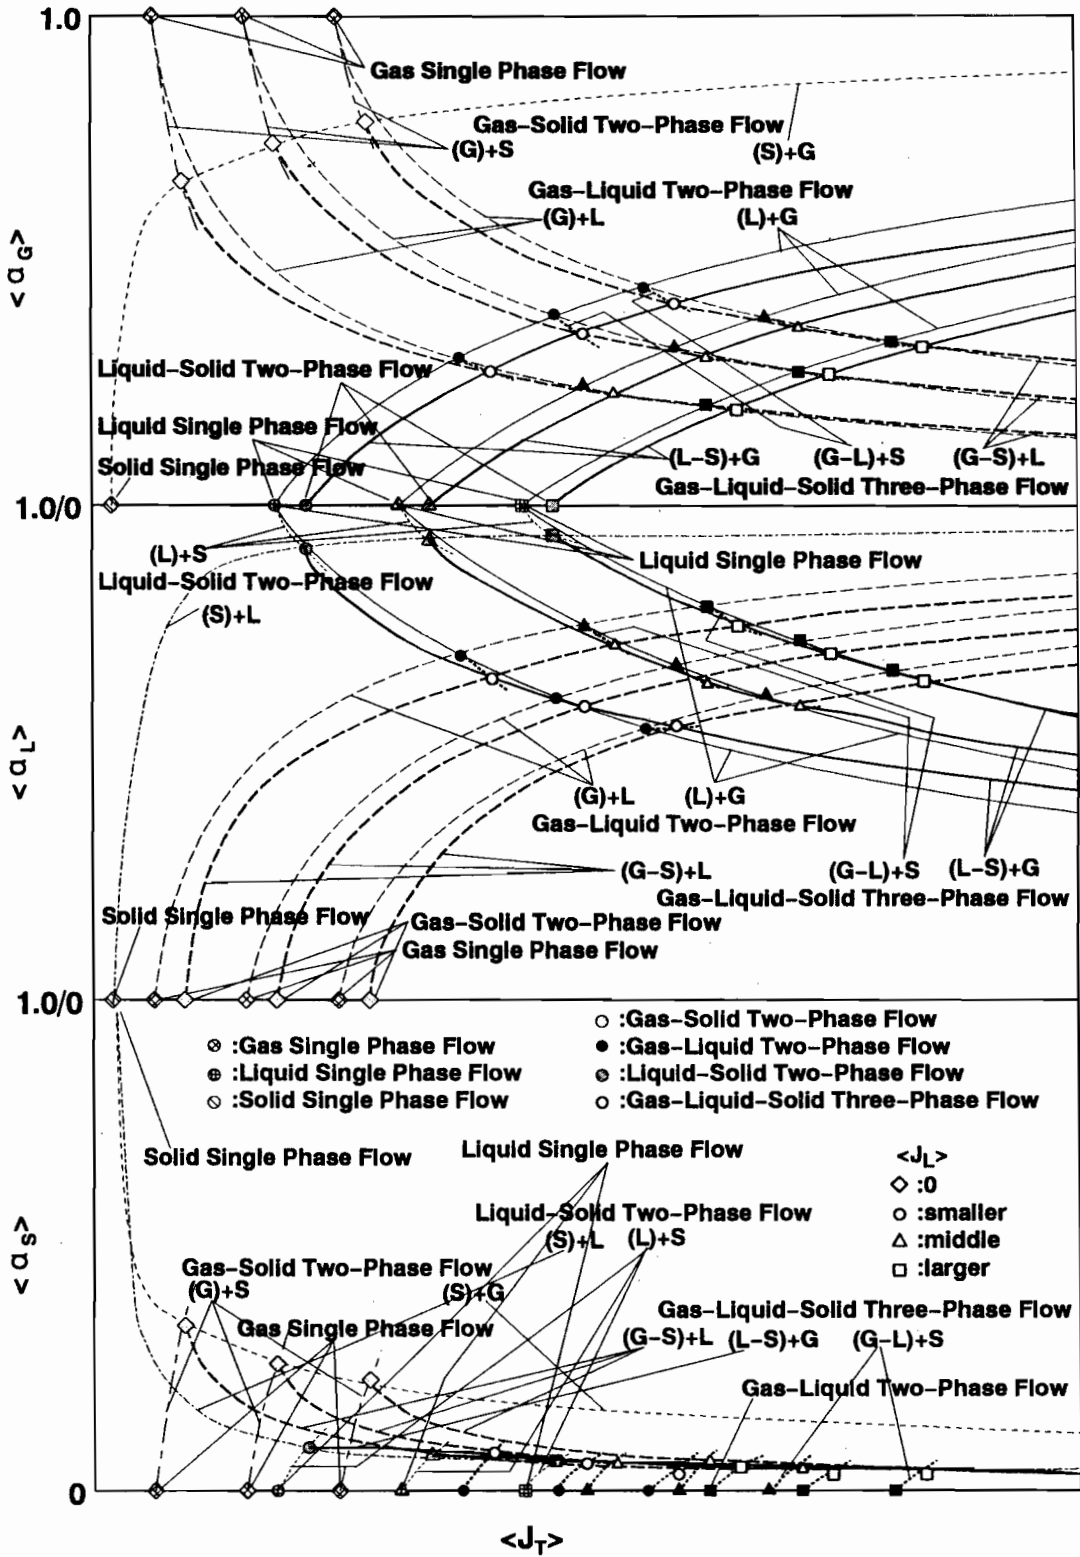 1.0
Gas Single Phase Flow
Gas–Solid Two–Phase Flow
(G)+S
(S)+G
Gas–Liquid Two–Phase Flow
(G)+L
(L)+G
<αG>
Liquid–Solid Two–Phase Flow
Liquid Single Phase Flow
Solid Single Phase Flow
(L–S)+G
(G–L)+S
(G–S)+L
Gas–Liquid–Solid Three–Phase Flow
1.0/0
(L)+S
Liquid Single Phase Flow
Liquid–Solid Two–Phase Flow
(S)+L
<αL>
(G)+L
(L)+G
Gas–Liquid Two–Phase Flow
(G–S)+L
(G–L)+S
(L–S)+G
Gas–Liquid–Solid Three–Phase Flow
Solid Single Phase Flow
Gas–Solid Two–Phase Flow
Gas Single Phase Flow
1.0/0
:Gas Single Phase Flow
:Liquid Single Phase Flow
:Solid Single Phase Flow
:Gas–Solid Two–Phase Flow
:Gas–Liquid Two–Phase Flow
:Liquid–Solid Two–Phase Flow
:Gas–Liquid–Solid Three–Phase Flow
Solid Single Phase Flow
Liquid Single Phase Flow
<JL>
:0
:smaller
:middle
:larger
Liquid–Solid Two–Phase Flow
(S)+L
(L)+S
<αS>
Gas–Solid Two–Phase Flow
(G)+S
(S)+G
Gas Single Phase Flow
Gas–Liquid–Solid Three–Phase Flow
(G–S)+L
(L–S)+G
(G–L)+S
Gas–Liquid Two–Phase Flow
0
<JT>